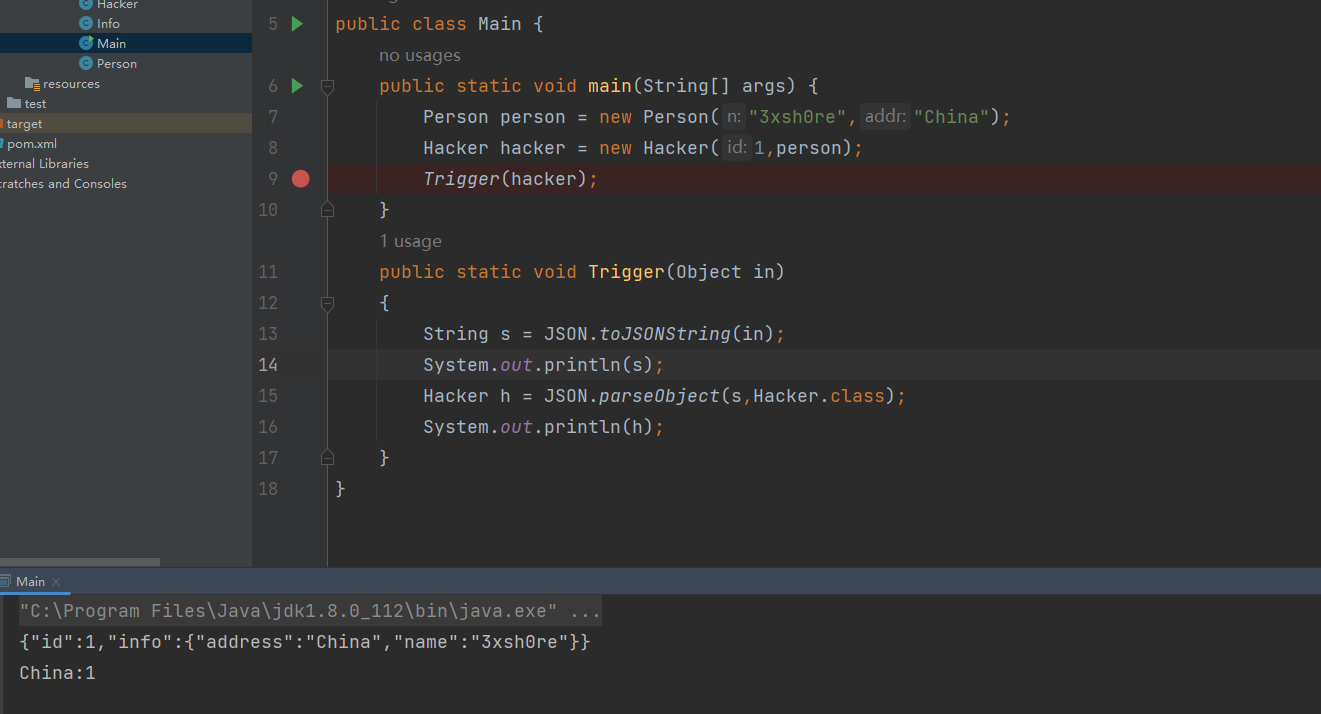 Hacker
Info
Main
Person
resources
test
target
pom.xml
ternal Libraries
cratches and Consoles
5 public class Main {
no usages
6 public static void main(String[] args) {
7 Person person = new Person( n: "3xsh0re", addr: "China");
8 Hacker hacker = new Hacker( id: 1,person);
9 Trigger(hacker);
10 }
1 usage
11 public static void Trigger(Object in)
12 {
13 String s = JSON.toJSONString(in);
14 System.out.println(s);
15 Hacker h = JSON.parseObject(s,Hacker.class);
16 System.out.println(h);
17 }
18 }
Main ×
"C:\Program Files\Java\jdk1.8.0_112\bin\java.exe" ...
{"id":1,"info":{"address":"China","name":"3xsh0re"}}
China:1